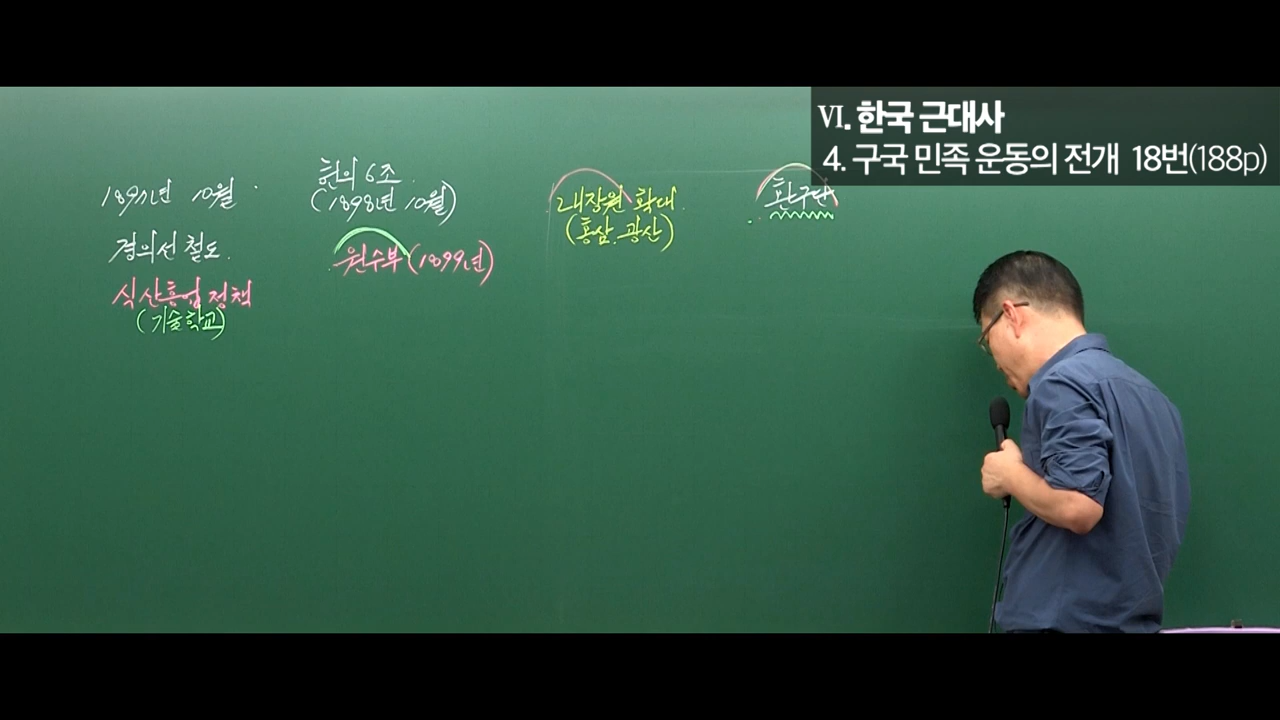 Ⅵ. 한국 근대사
4. 구국 민족 운동의 전개 18번(188p)
1897년 10월.
경의선 철도.
식산흥업 정책
(기술학교)
헌의 6조.
(1898년 10월)
원수부(1899년)
내장원 확대.
(홍삼. 광산)
환구단